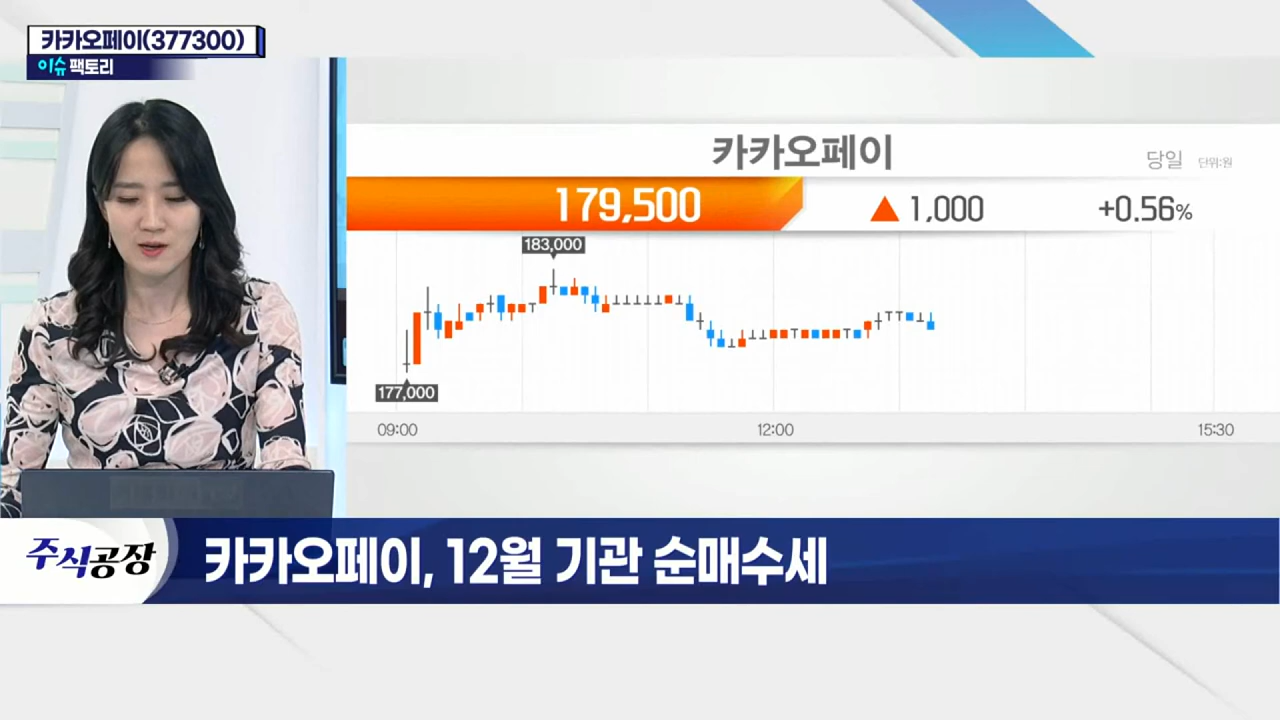 카카오페이(377300)
이슈 팩토리
카카오페이
당일 단위:원
179,500 ▲ 1,000 +0.56%
183,000
177,000
09:00 12:00 15:30
주식공장
카카오페이, 12월 기관 순매수세